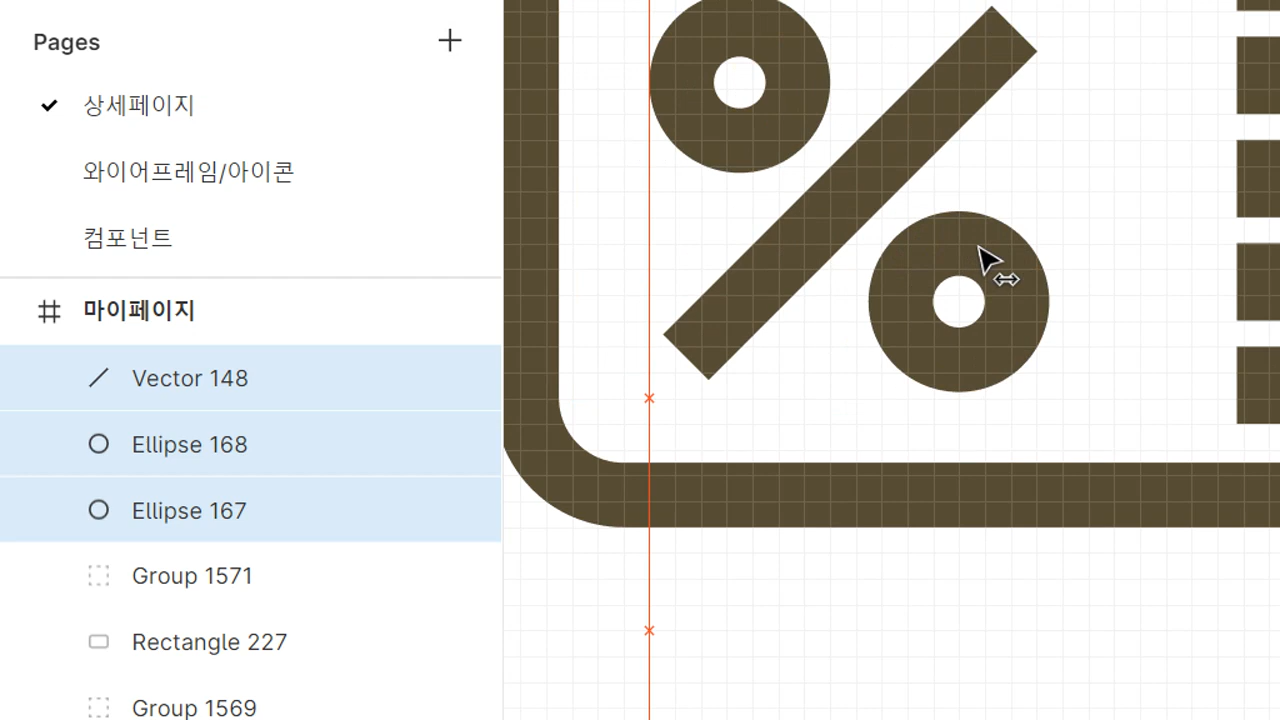 Pages
상세페이지
와이어프레임/아이콘
컴포넌트
마이페이지
Vector 148
Ellipse 168
Ellipse 167
Group 1571
Rectangle 227
Group 1569